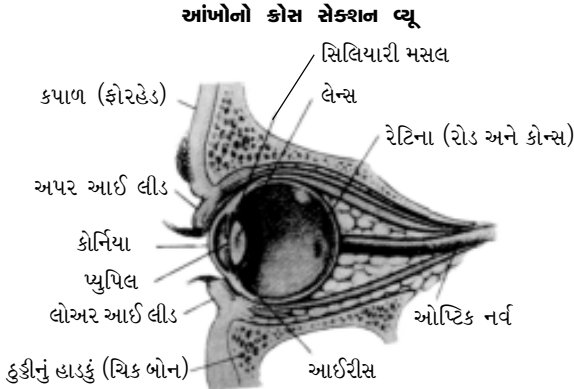 આંખોનો ક્રોસ સેક્શન વ્યૂ
સિલિયારી મસલ
કપાળ (ફોરહેડ)
લેન્સ
રેટિના (રોડ અને કોન્સ)
અપર આઈ લીડ
કોર્નિયા
પ્યુપિલ
લોઅર આઈ લીડ
ઓપ્ટિક નર્વ
હુડ્ડીનું હાડકું (ચિક બોન)
આઈરીસ